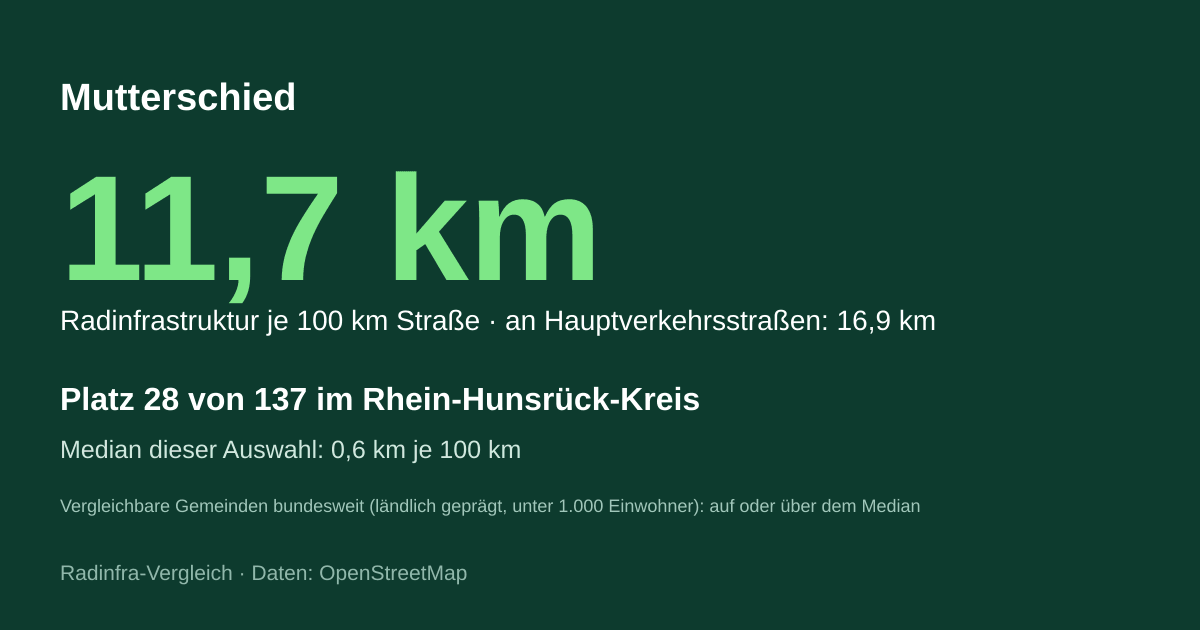 Mutterschied
11,7 km
Radinfrastruktur je 100 km Straße · an Hauptverkehrsstraßen: 16,9 km
Platz 28 von 137 im Rhein-Hunsrück-Kreis
Median dieser Auswahl: 0,6 km je 100 km
Vergleichbare Gemeinden bundesweit (ländlich geprägt, unter 1.000 Einwohner): auf oder über dem Median
Radinfra-Vergleich · Daten: OpenStreetMap